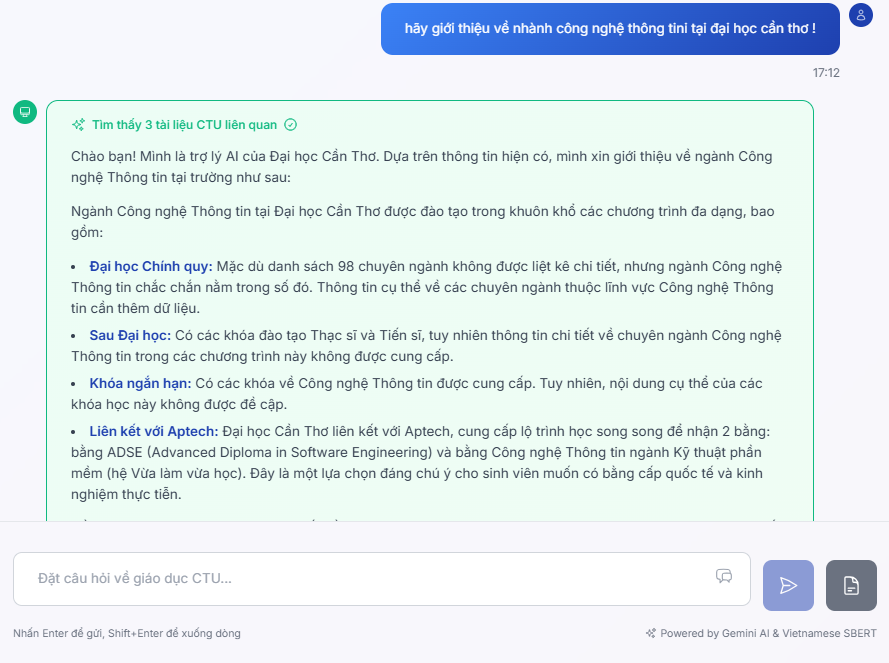 hãy giới thiệu về nhành công nghệ thông tini tại đại học cần thơ !
17:12
Tìm thấy 3 tài liệu CTU liên quan
Chào bạn! Mình là trợ lý AI của Đại học Cần Thơ. Dựa trên thông tin hiện có, mình xin giới thiệu về ngành Công
nghệ Thông tin tại trường như sau:
Ngành Công nghệ Thông tin tại Đại học Cần Thơ được đào tạo trong khuôn khổ các chương trình đa dạng, bao
gồm:
• Đại học Chính quy: Mặc dù danh sách 98 chuyên ngành không được liệt kê chi tiết, nhưng ngành Công nghệ
Thông tin chắc chắn nằm trong số đó. Thông tin cụ thể về các chuyên ngành thuộc lĩnh vực Công nghệ Thông
tin cần thêm dữ liệu.
• Sau Đại học: Có các khóa đào tạo Thạc sĩ và Tiến sĩ, tuy nhiên thông tin chi tiết về chuyên ngành Công nghệ
Thông tin trong các chương trình này không được cung cấp.
• Khóa ngắn hạn: Có các khóa về Công nghệ Thông tin được cung cấp. Tuy nhiên, nội dung cụ thể của các
khóa học này không được đề cập.
• Liên kết với Aptech: Đại học Cần Thơ liên kết với Aptech, cung cấp lộ trình học song song để nhận 2 bằng:
bằng ADSE (Advanced Diploma in Software Engineering) và bằng Công nghệ Thông tin ngành Kỹ thuật phần
mềm (hệ Vừa làm vừa học). Đây là một lựa chọn đáng chú ý cho sinh viên muốn có bằng cấp quốc tế và kinh
nghiệm thực tiễn.
Đặt câu hỏi về giáo dục CTU...
Nhấn Enter để gửi, Shift+Enter để xuống dòng
Powered by Gemini AI & Vietnamese SBERT